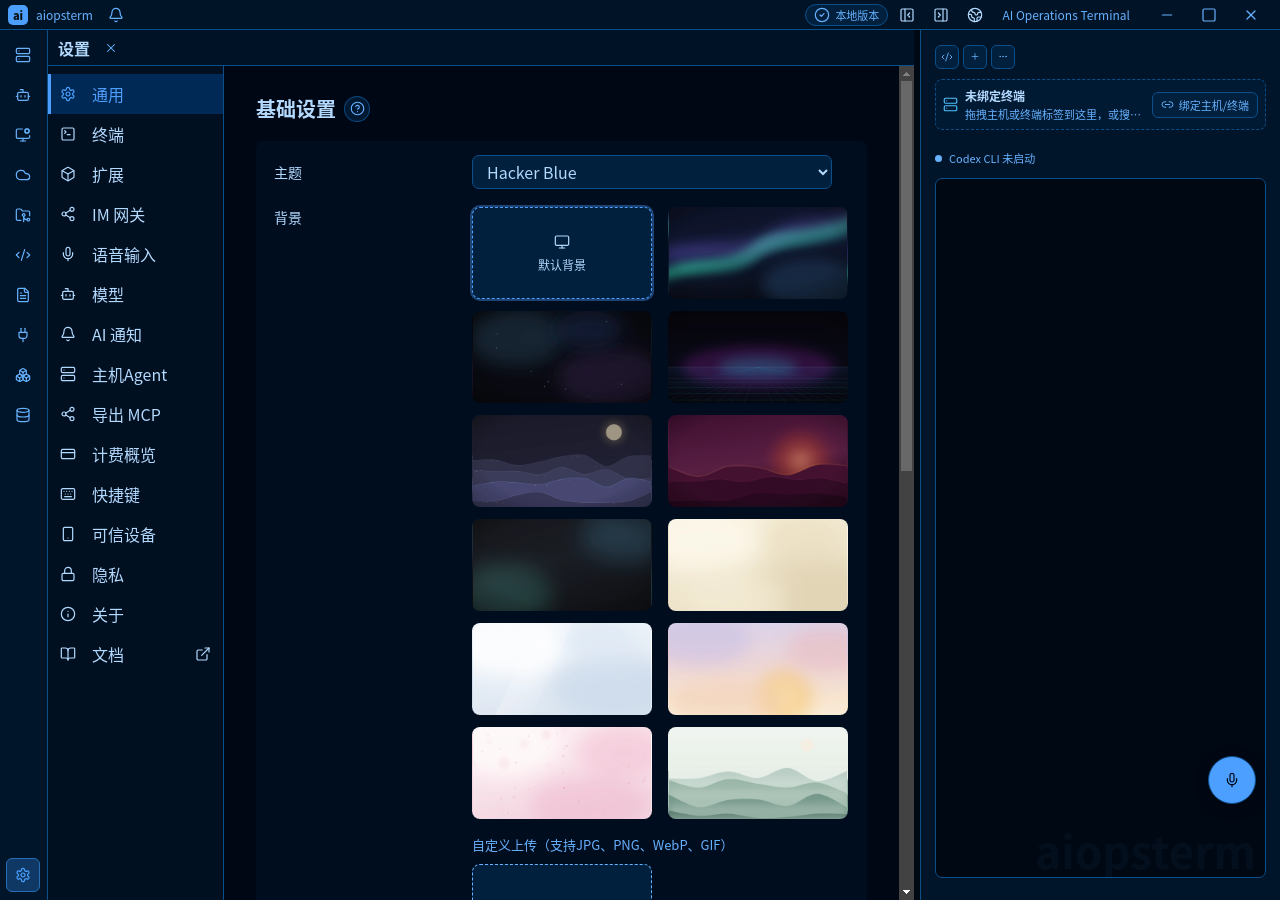 ai aiopsterm 本地版本 AI Operations Terminal
设置
通用
终端
扩展
IM 网关
语音输入
模型
AI 通知
主机Agent
导出 MCP
计费概览
快捷键
可信设备
隐私
关于
文档
基础设置
主题 Hacker Blue
背景
默认背景
自定义上传（支持JPG、PNG、WebP、GIF）
未绑定终端
拖拽主机或终端标签到这里，或搜…
绑定主机/终端
Codex CLI 未启动
aiopsterm